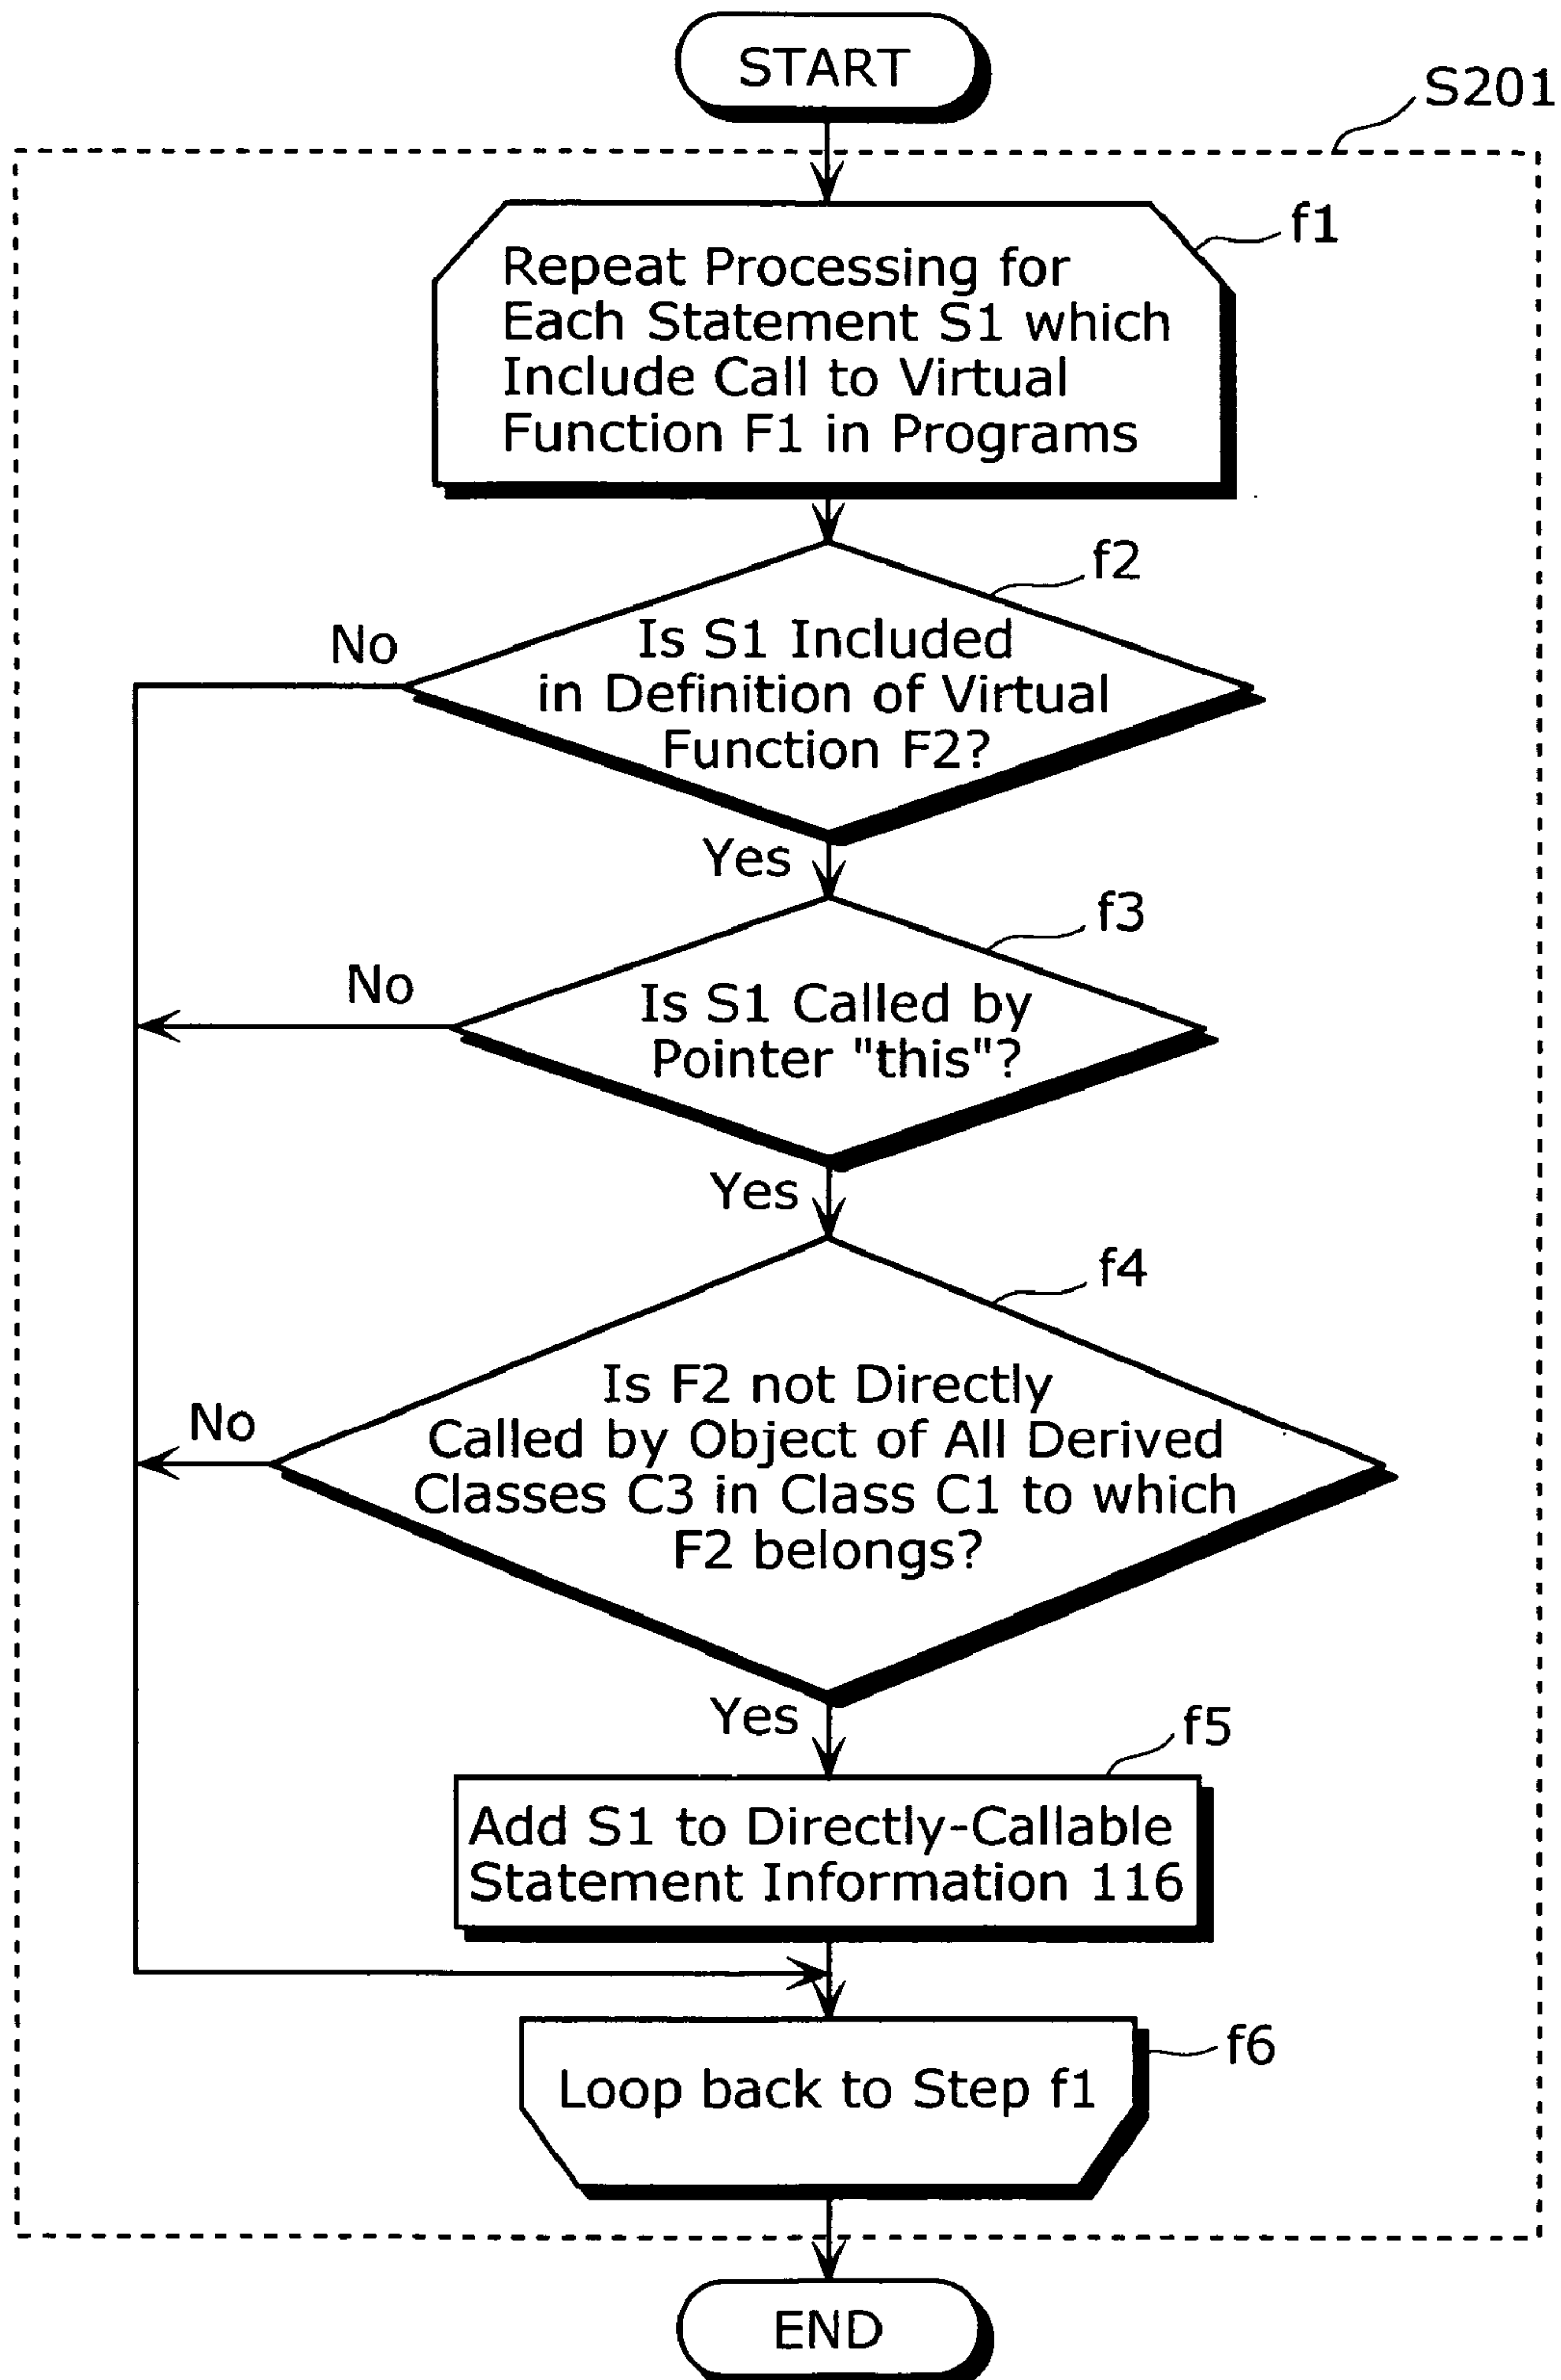 START
S201
f1
Repeat Processing for
Each Statement S1 which
Include Call to Virtual
Function F1 in Programs
f2
No
Is S1 Included
in Definition of Virtual
Function F2?
Yes
f3
No
Is S1 Called by
Pointer "this"?
Yes
f4
Is F2 not Directly
No
Called by Object of All Derived
Classes C3 in Class C1 to which
F2 belongs?
Yes
f5
Add S1 to Directly-Callable
Statement Information 116
f6
Loop back to Step f1
END